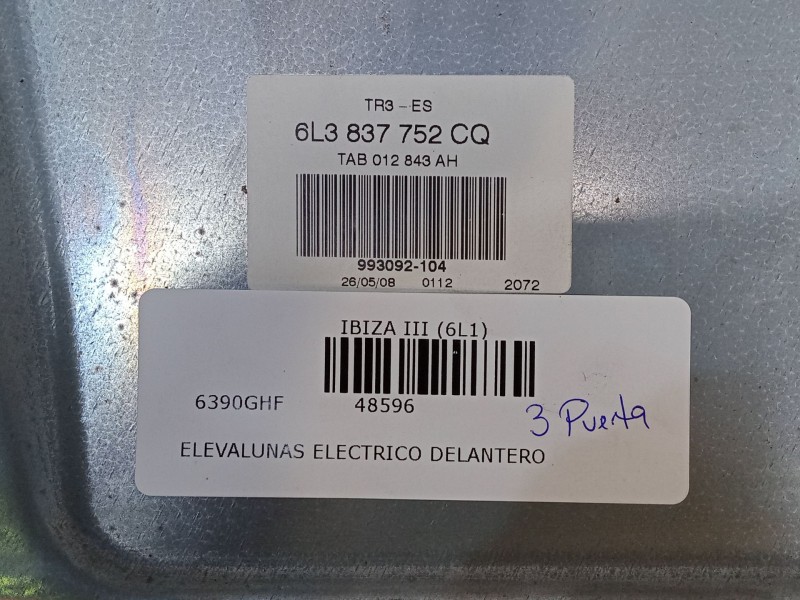 TR3-ES
6L3 837 752 CQ
TAB 012 843 AH
993092-104
26/05/08 0112 2072
IBIZA III (6L1)
6390GHF 48596
3 Puerta
ELEVALUNAS ELECTRICO DELANTERO